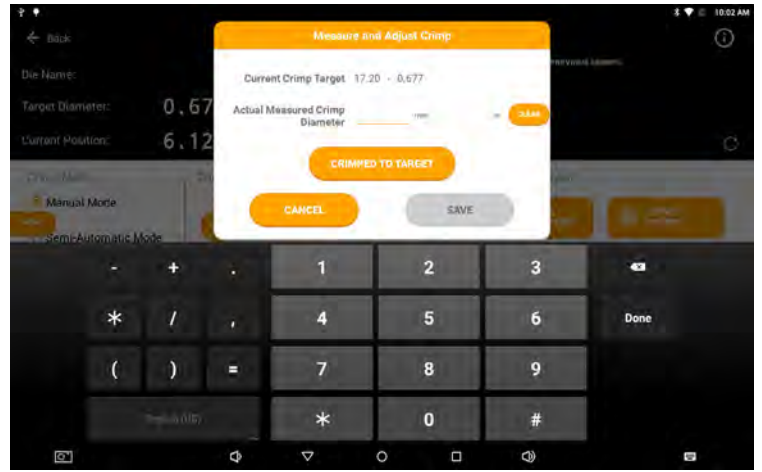 10:02 AM
Back
Measure and Adjust Crimp
Die Name:
Current Crimp Target 17.20 - 0.677
Target Diameter: 0.67
Actual Measured Crimp
Diameter
Current Position: 6.12
CRIMPED TO TARGET
Manual Mode
CANCEL SAVE
Semi-Automatic Mode
- + . 1 2 3
* / , 4 5 6 Done
( ) = 7 8 9
English (US) * 0 #